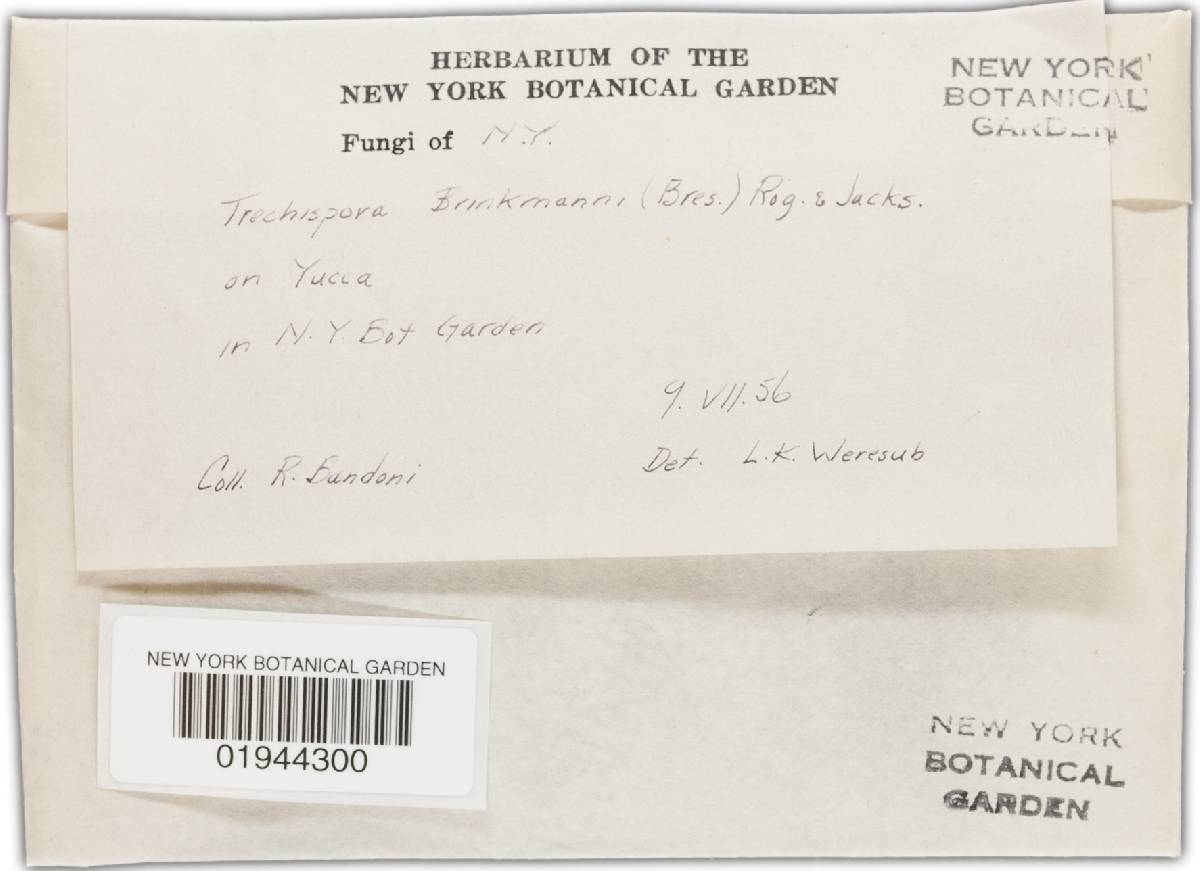 HERBARIUM OF THE
NEW YORK BOTANICAL GARDEN
NEW YORK
BOTANICAL
GARDEN
Fungi of N.Y.
Trechispora Brinkmanni (Bres.) Rog. & Jacks.
on Yucca
in N.Y. Bot Garden
9. VII. 56
Coll. R. Bandoni
Det. L.K. Weresub
NEW YORK BOTANICAL GARDEN
01944300
NEW YORK
BOTANICAL
GARDEN